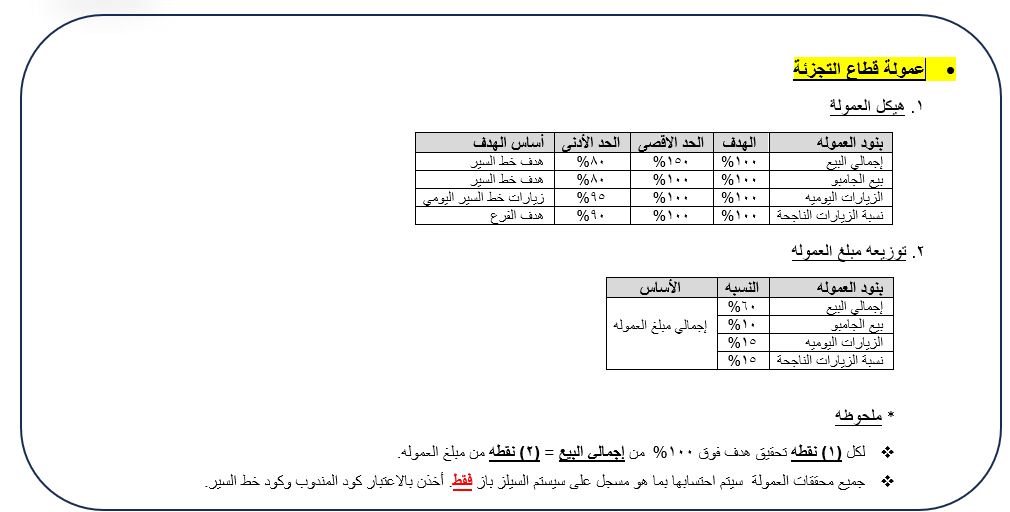 • عمولة قطاع التجزئة
١. هيكل العمولة
بنود العموله الهدف الحد الاقصى الحد الأدنى أساس الهدف
إجمالي البيع ١٠٠% ١٥٠% ٨٠% هدف خط السير
بيع الجامبو ١٠٠% ١٠٠% ٨٠% هدف خط السير
الزيارات اليوميه ١٠٠% ١٠٠% ٩٥% زيارات خط السير اليومي
نسبة الزيارات الناجحة ١٠٠% ١٠٠% ٩٠% هدف الفرع
٢. توزيعه مبلغ العموله
بنود العموله النسبه الأساس
إجمالي البيع ٦٠%
بيع الجامبو ١٠% إجمالي مبلغ العموله
الزيارات اليوميه ١٥%
نسبة الزيارات الناجحة ١٥%
* ملحوظه
❖ لكل (١) نقطه تحقيق هدف فوق ١٠٠% من إجمالي البيع = (٢) نقطه من مبلغ العموله.
❖ جميع محققات العمولة سيتم احتسابها بما هو مسجل على سيستم السيلز باز فقط. أخذن بالاعتبار كود المندوب وكود خط السير.